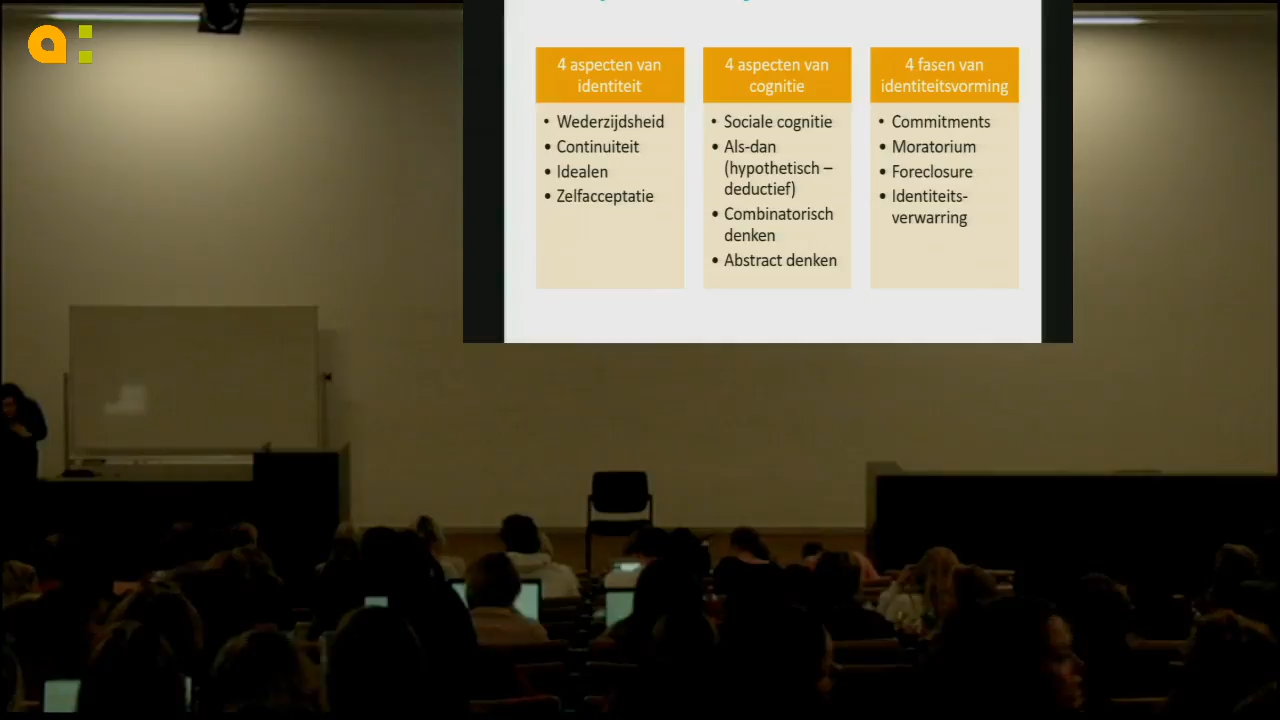 a:
4 aspecten van
identiteit
• Wederzijdsheid
• Continuiteit
• Idealen
• Zelfacceptatie
4 aspecten van
cognitie
• Sociale cognitie
• Als-dan
(hypothetisch –
deductief)
• Combinatorisch
denken
• Abstract denken
4 fasen van
identiteitsvorming
• Commitments
• Moratorium
• Foreclosure
• Identiteits-
verwarring